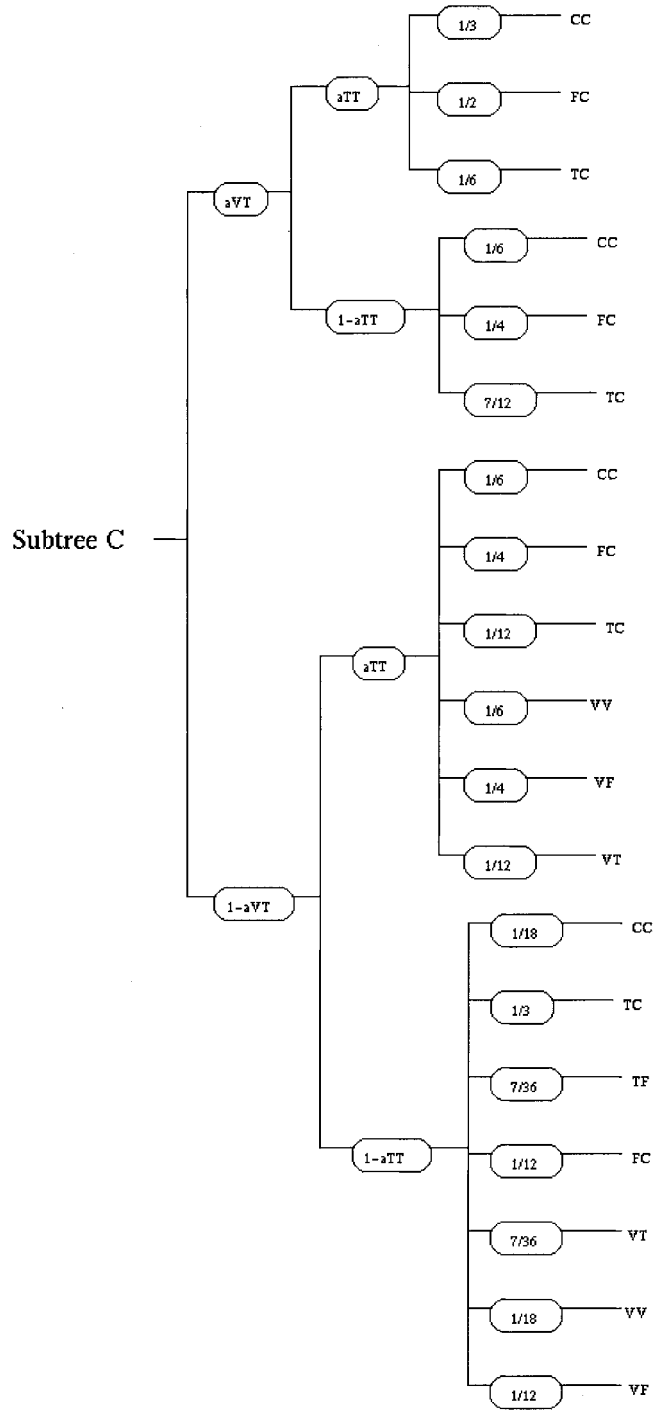 1/3 CC
aTT 1/2 FC
1/6 TC
aVT
1/6 CC
1-aTT 1/4 FC
7/12 TC
1/6 CC
Subtree C
1/4 FC
1/12 TC
aTT
1/6 VV
1/4 VF
1/12 VT
1-aVT
1/18 CC
1/3 TC
7/36 TF
1-aTT 1/12 FC
7/36 VT
1/18 VV
1/12 VF